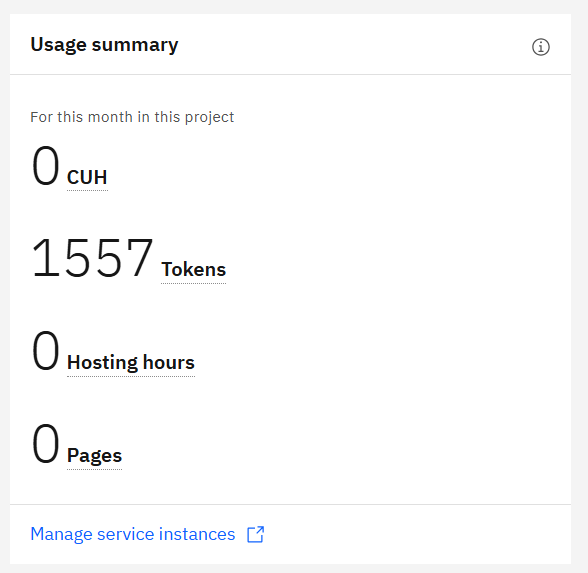 Usage summary
For this month in this project
0 CUH
1557 Tokens
0 Hosting hours
0 Pages
Manage service instances